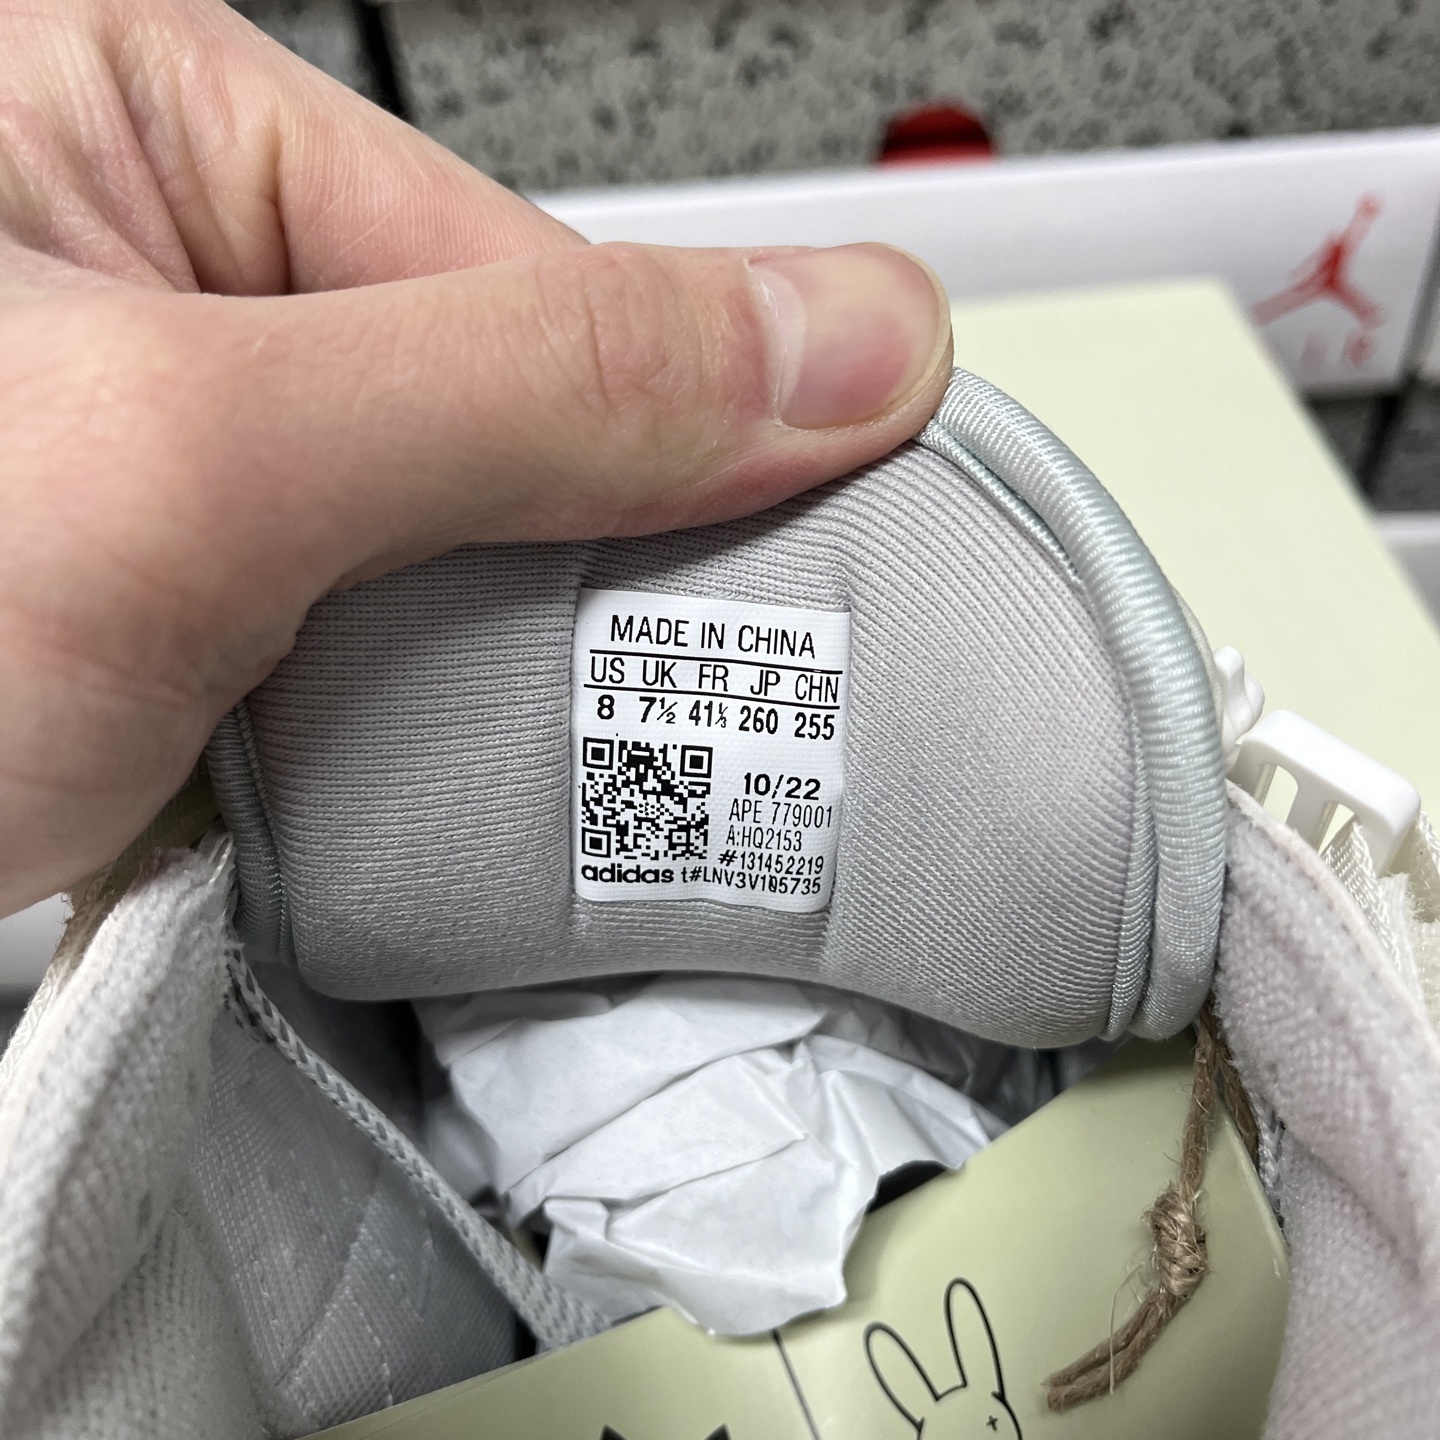 MADE IN CHINA
US UK FR JP CHN
8 7½ 41⅓ 260 255
10/22
APE 779001
A:HQ2153
#131452219
adidas t#LNV3V105735